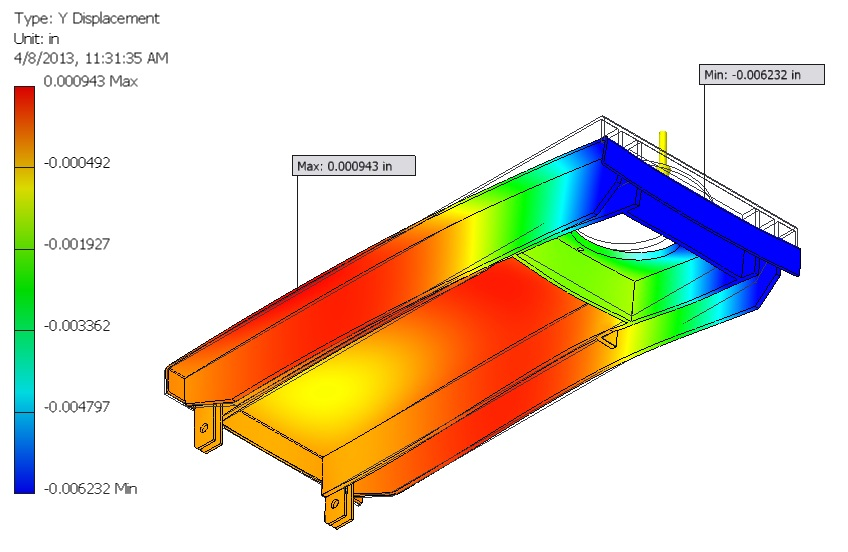 Type: Y Displacement
Unit: in
4/8/2013, 11:31:35 AM
0.000943 Max
Min: -0.006232 in
-0.000492
Max: 0.000943 in
-0.001927
-0.003362
-0.004797
-0.006232 Min